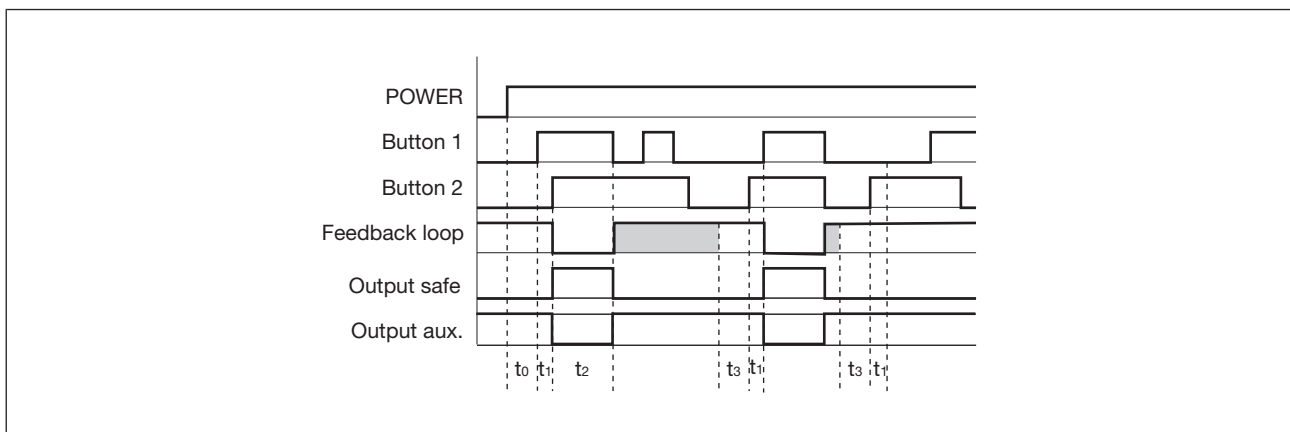 POWER
Button 1
Button 2
Feedback loop
Output safe
Output aux.
t0 t1 t2 t3 t1 t3 t1